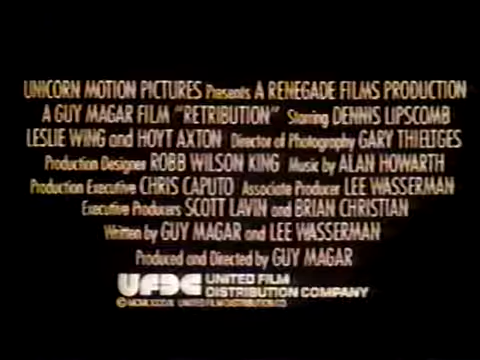 UNICORN MOTION PICTURES Presents A RENEGADE FILMS PRODUCTION
A GUY MAGAR FILM "RETRIBUTION" Starring DENNIS LIPSCOMB
LESLIE WING and HOYT AXTON Director of Photography GARY THIELTGES
Production Designer ROBB WILSON KING Music by ALAN HOWARTH
Production Executive CHRIS CAPUTO Associate Producer LEE WASSERMAN
Executive Producers SCOTT LAVIN and BRIAN CHRISTIAN
Written by GUY MAGAR and LEE WASSERMAN
Produced and Directed by GUY MAGAR
UFDC UNITED FILM
DISTRIBUTION COMPANY
©